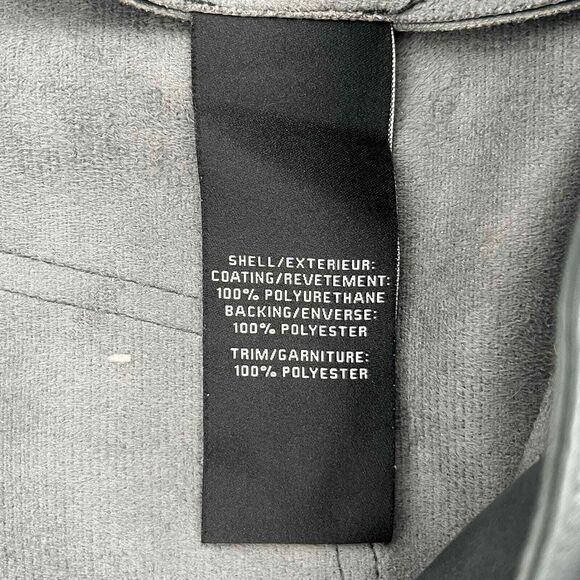 SHELL/EXTERIEUR:
COATING/REVETEMENT:
100% POLYURETHANE
BACKING/ENVERSE:
100% POLYESTER
TRIM/GARNITURE:
100% POLYESTER